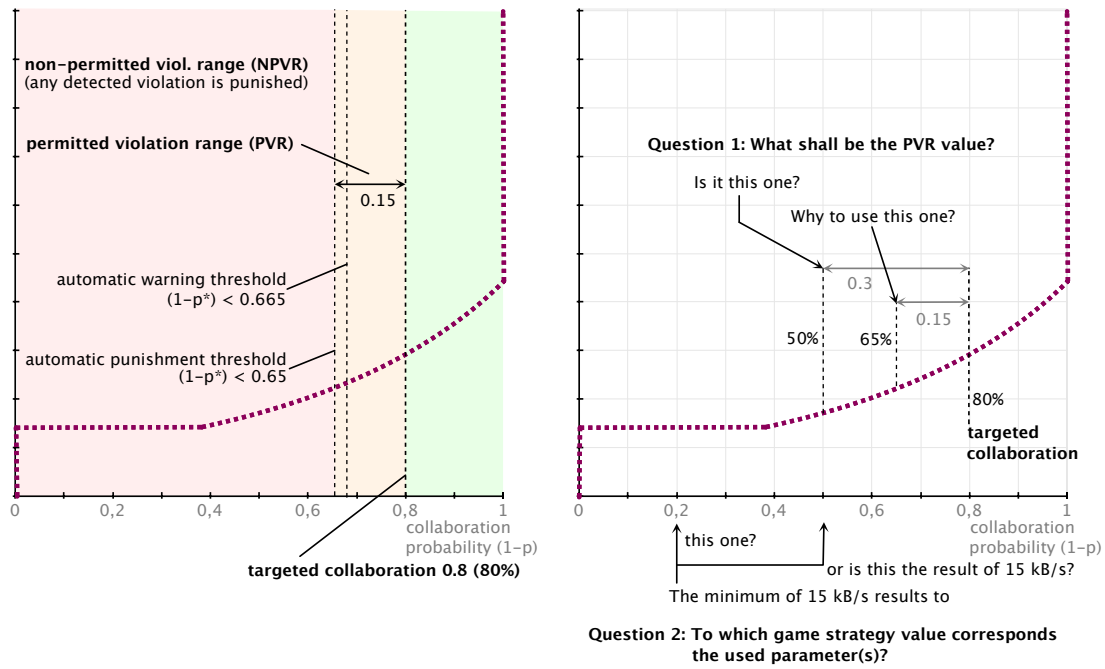 non-permitted viol. range (NPVR)
(any detected violation is punished)
permitted violation range (PVR)
0.15
automatic warning threshold
(1-p*) < 0.665
automatic punishment threshold
(1-p*) < 0.65
0
0,2
0,4
0,6
0,8
1
collaboration
probability (1-p)
targeted collaboration 0.8 (80%)
Question 1: What shall be the PVR value?
Is it this one?
Why to use this one?
0.3
0.15
50%
65%
80%
targeted
collaboration
0
0,2
0,4
0,6
0,8
1
collaboration
probability (1-p)
this one?
or is this the result of 15 kB/s?
The minimum of 15 kB/s results to
Question 2: To which game strategy value corresponds
the used parameter(s)?